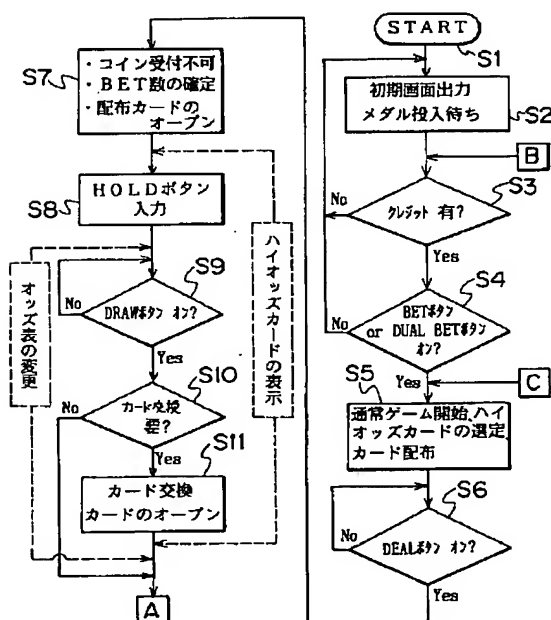 START
S1
初期画面出力
メダル投入待ち
S2
B
S3
クレジット 有?
No
Yes
S4
BETボタン
or DUAL BETボタン
オン?
No
Yes
C
S5
通常ゲーム開始、ハイ
オッズカードの選定、
カード配布
S6
No
DEALボタン オン?
Yes
S7
・コイン受付不可
・BET数の確定
・配布カードの
オープン
S8
HOLDボタン
入力
S9
No
DRAWボタン オン?
Yes
S10
No
カード交換
要?
Yes
S11
カード交換
カードのオープン
A
オッズ表の変更
ハイオッズカードの表示